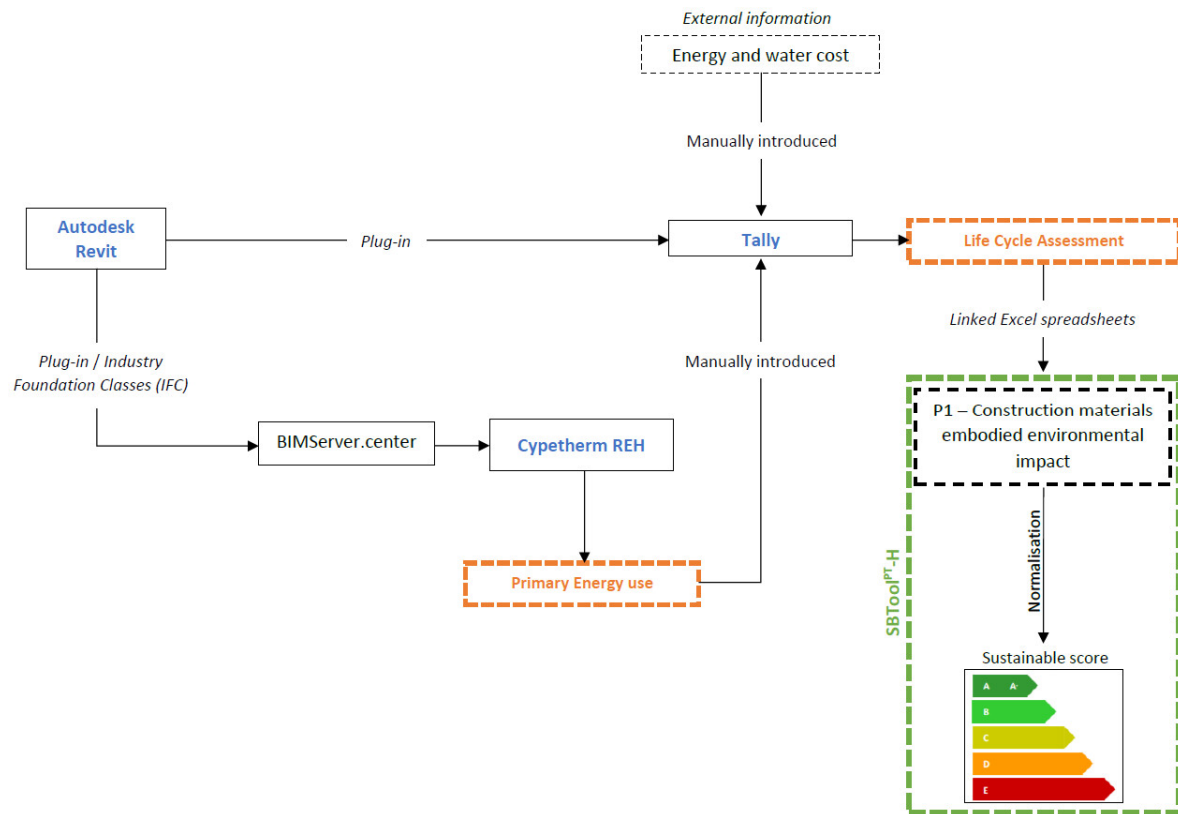 External information
Energy and water cost
Manually introduced
Autodesk
Revit
Plug-in
Tally
Life Cycle Assessment
Linked Excel spreadsheets
Plug-in / Industry
Foundation Classes (IFC)
Manually introduced
BIMServer.center
Cypetherm REH
P1 – Construction materials
embodied environmental
impact
Primary Energy use
Normalisation
SBToolPT-H
Sustainable score
A A+
B
C
D
E